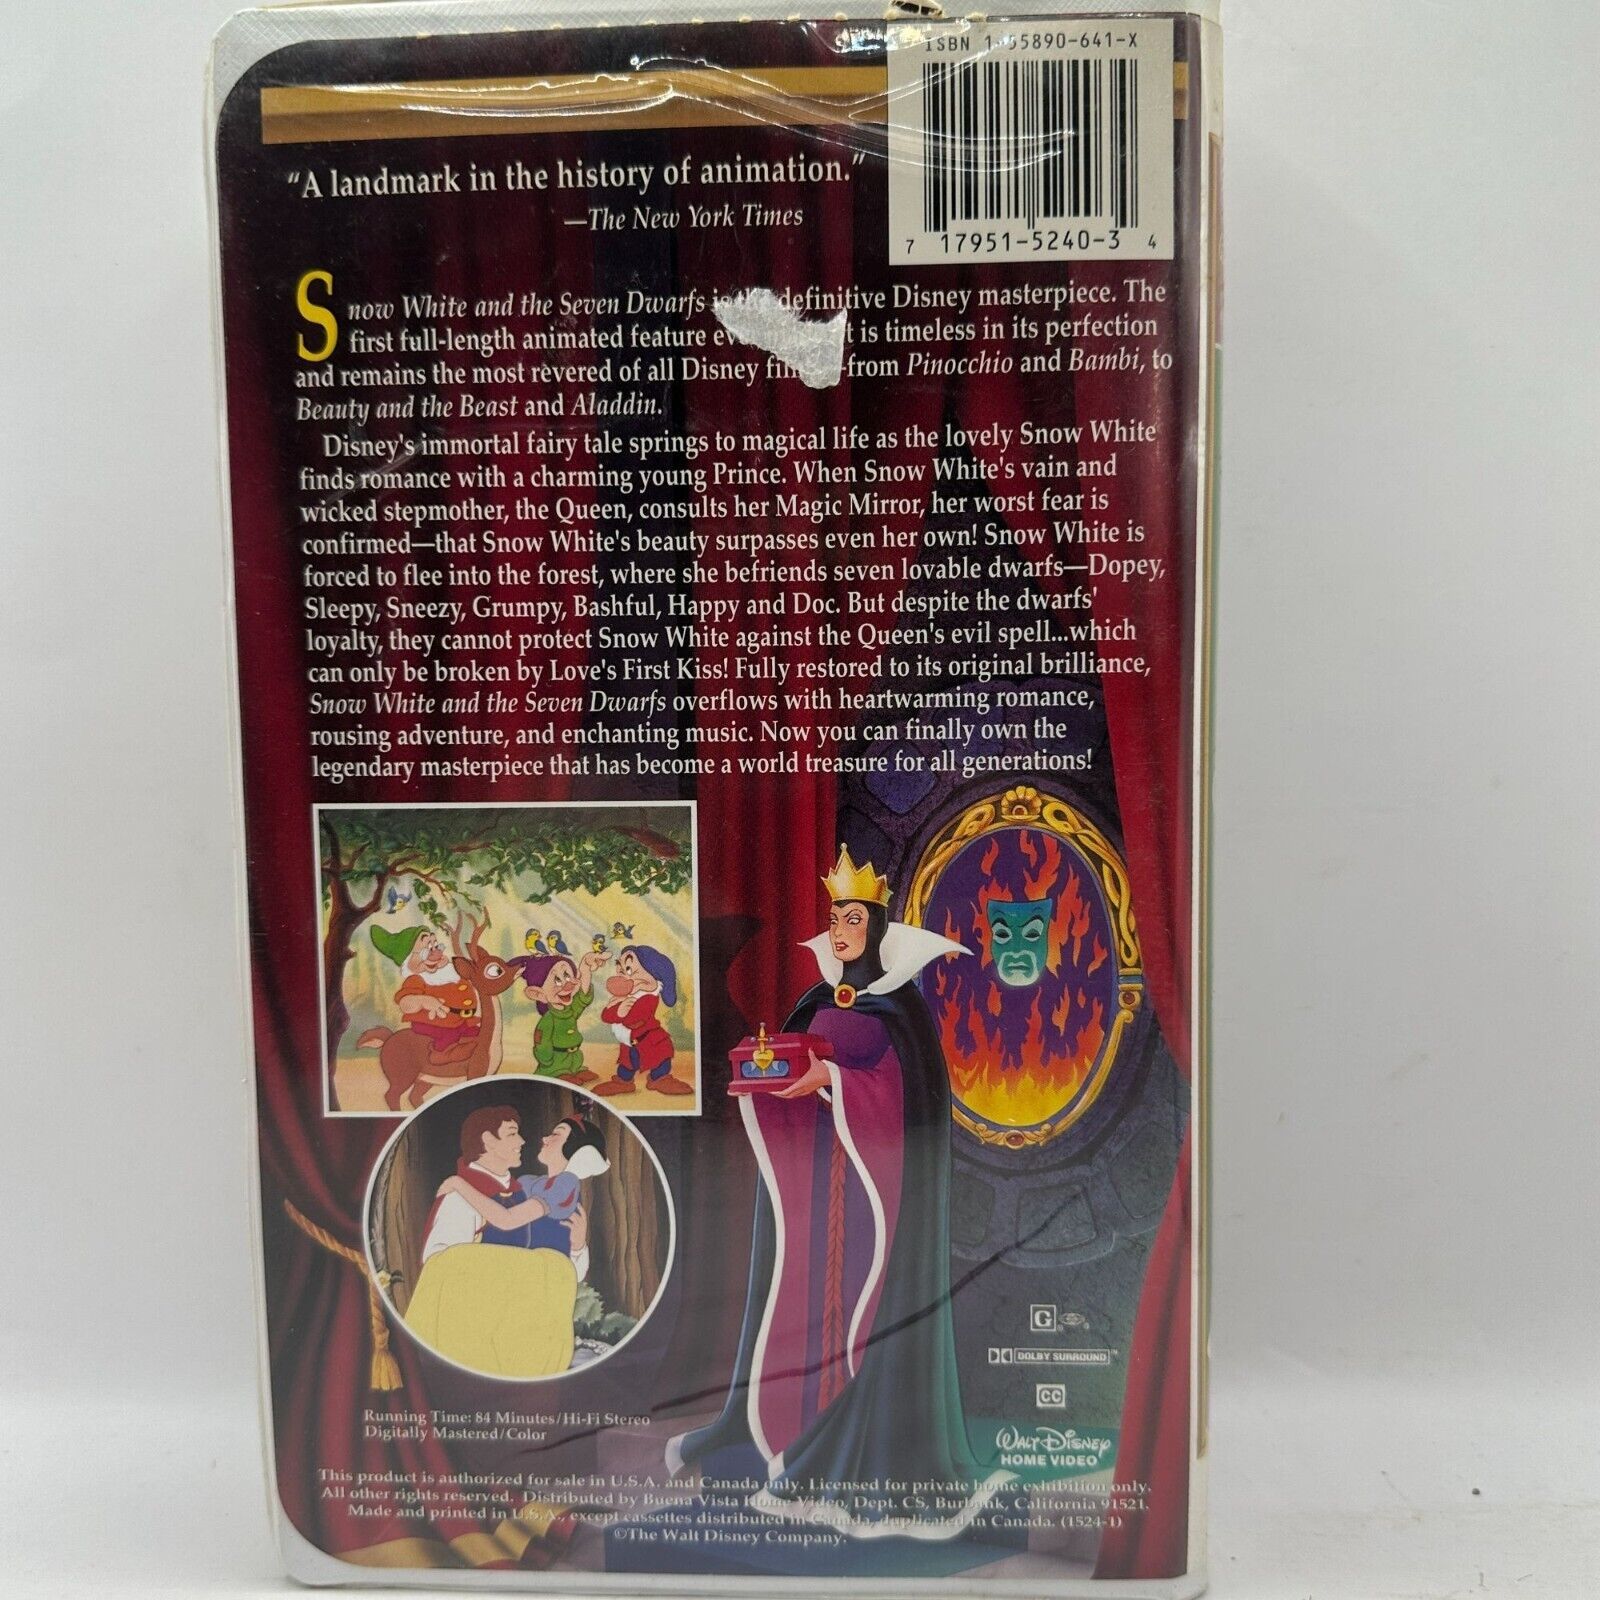 ISBN 1-55890-641-X
7 17951-5240-3 4
"A landmark in the history of animation."
—The New York Times
Snow White and the Seven Dwarfs is the definitive Disney masterpiece. The
first full-length animated feature it is timeless in its perfection
and remains the most revered of all Disney films—from Pinocchio and Bambi, to
Beauty and the Beast and Aladdin.
Disney's immortal fairy tale springs to magical life as the lovely Snow White
finds romance with a charming young Prince. When Snow White's vain and
wicked stepmother, the Queen, consults her Magic Mirror, her worst fear is
confirmed—that Snow White's beauty surpasses even her own! Snow White is
forced to flee into the forest, where she befriends seven lovable dwarfs—Dopey,
Sleepy, Sneezy, Grumpy, Bashful, Happy and Doc. But despite the dwarfs'
loyalty, they cannot protect Snow White against the Queen's evil spell...which
can only be broken by Love's First Kiss! Fully restored to its original brilliance,
Snow White and the Seven Dwarfs overflows with heartwarming romance,
rousing adventure, and enchanting music. Now you can finally own the
legendary masterpiece that has become a world treasure for all generations!
G
DOLBY SURROUND™
CC
WALT DISNEY
HOME VIDEO
Running Time: 84 Minutes/Hi-Fi Stereo
Digitally Mastered/Color
This product is authorized for sale in U.S.A. and Canada only. Licensed for private home exhibition only.
All other rights reserved. Distributed by Buena Vista Home Video, Dept. CS, Burbank, California 91521.
Made and printed in U.S.A., except cassettes distributed in Canada, duplicated in Canada. (1524-1)
©The Walt Disney Company.